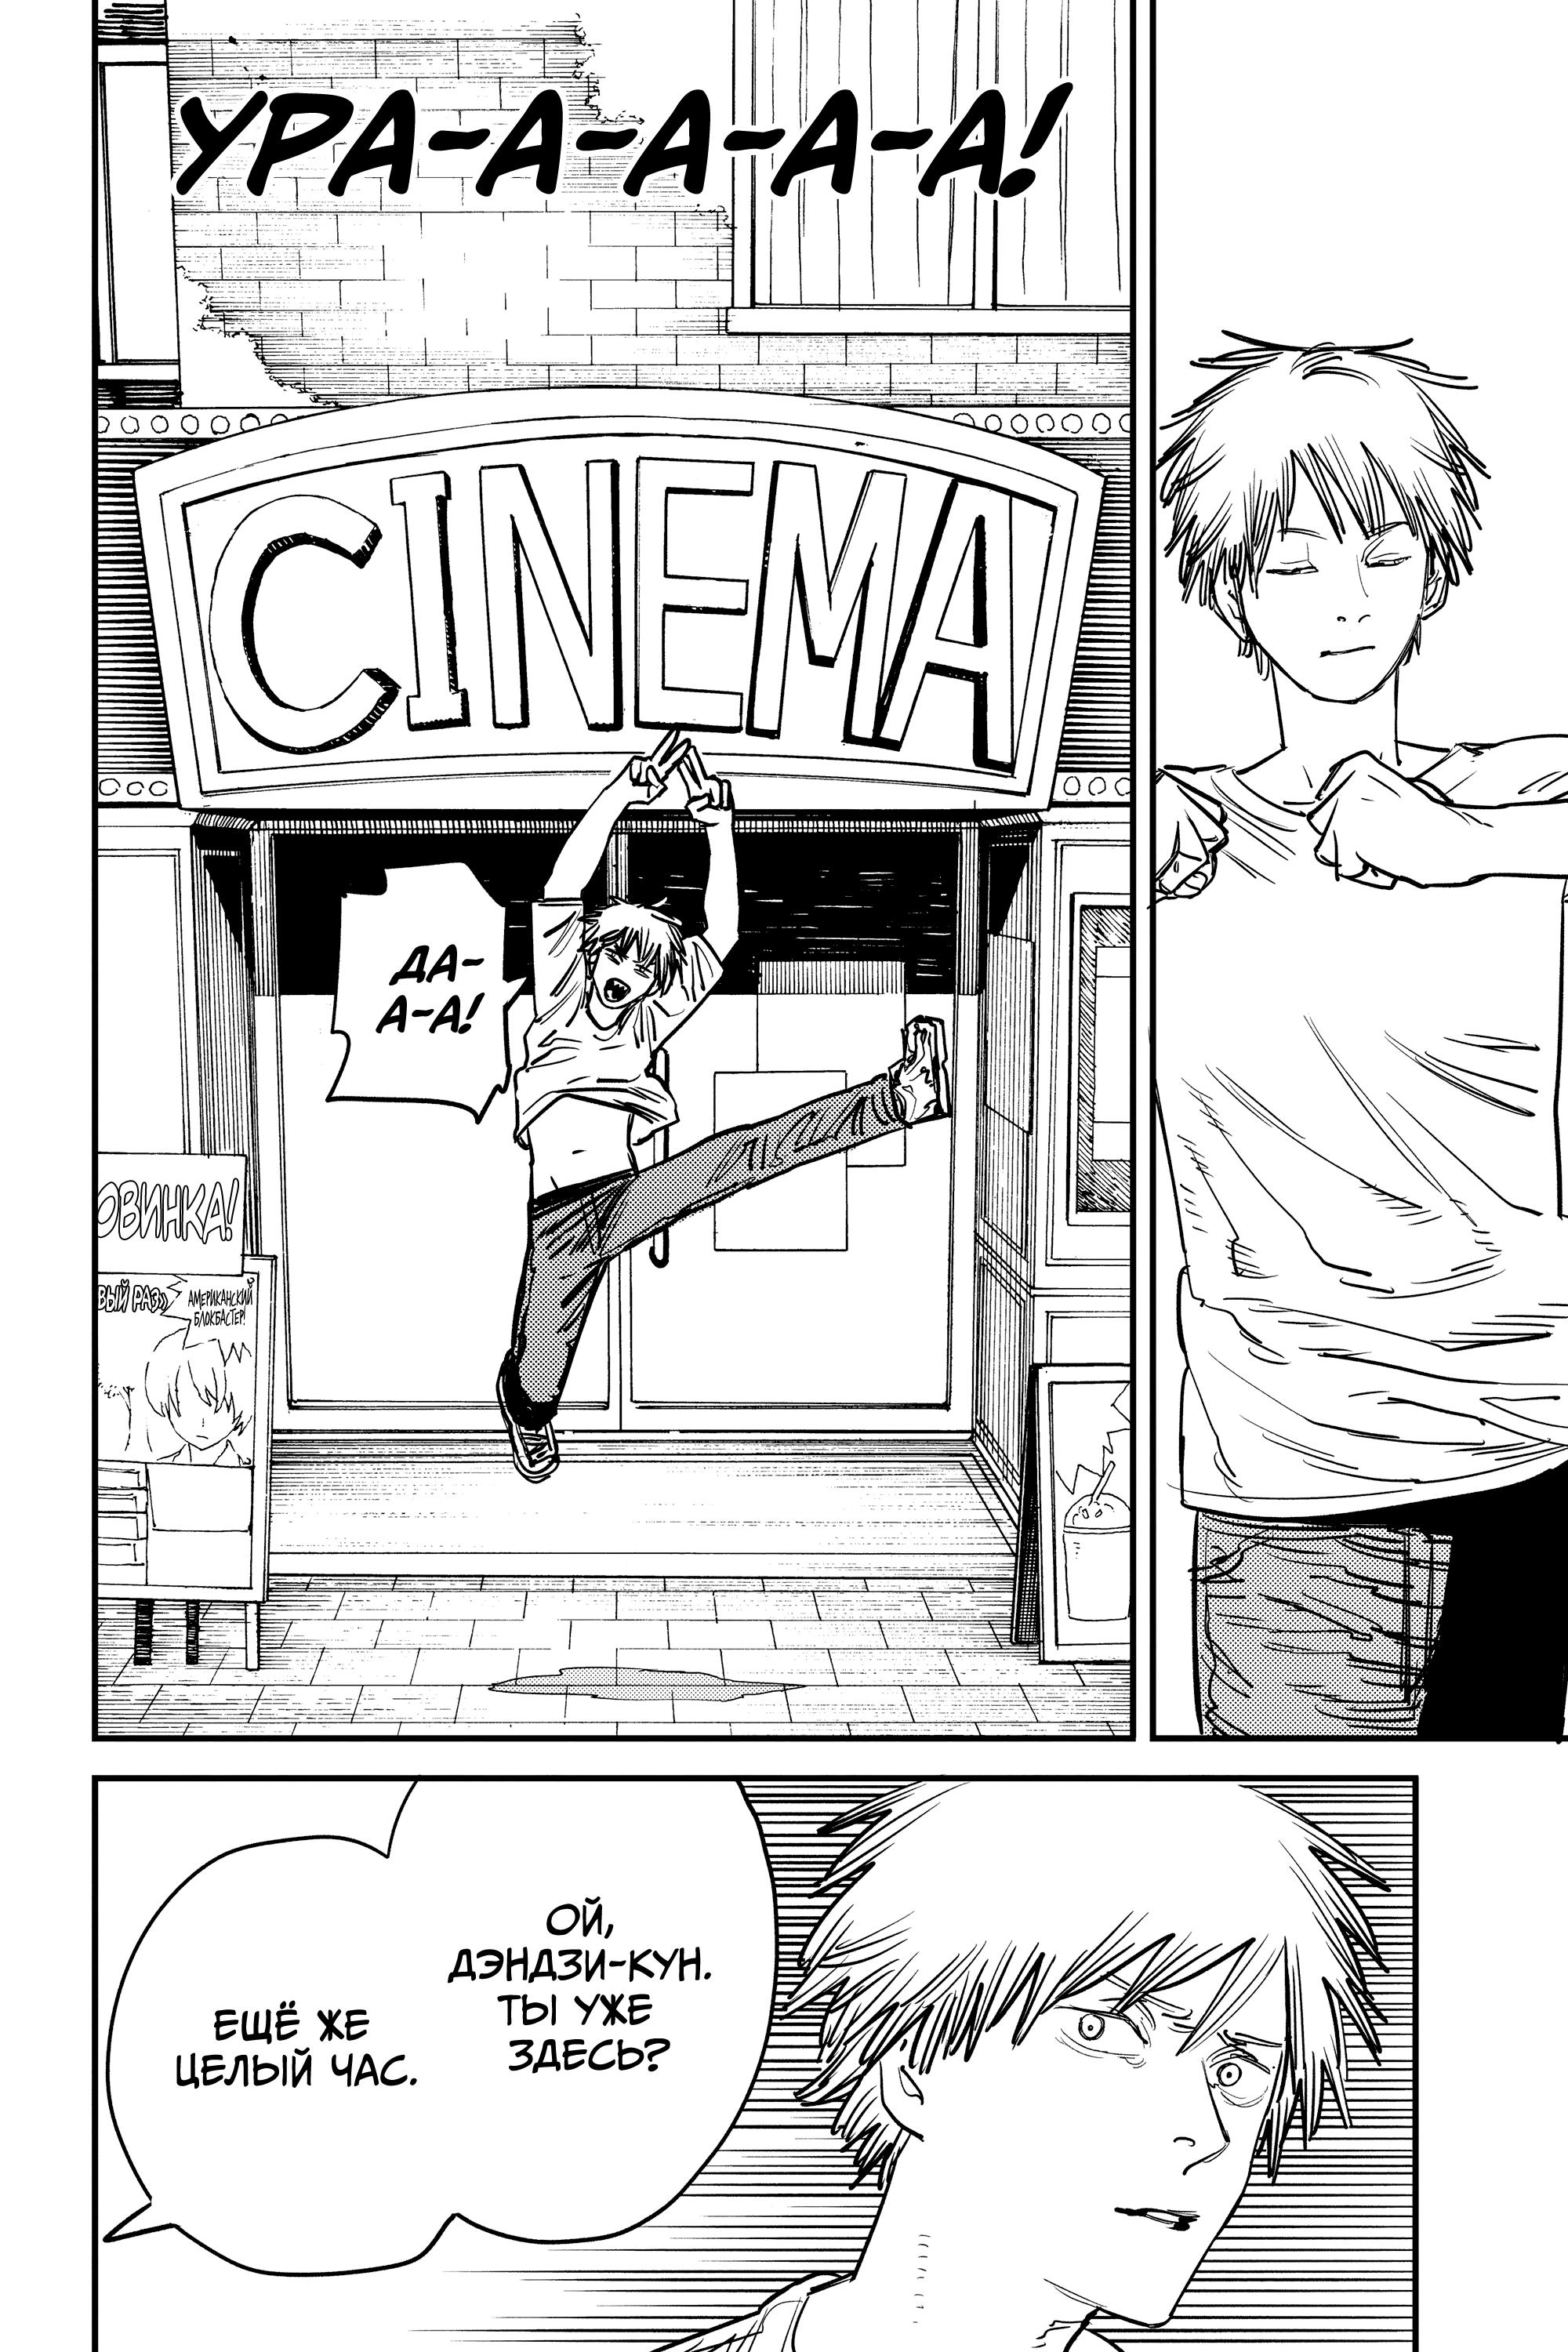 УРА-А-А-А-А!
CINEMA
ДА-
А-А!
ОВИНКА!
ВЫЙ РАЗ»
АМЕРИКАНСКИЙ
БЛОКБАСТЕР!
ОЙ,
ДЭНДЗИ-КУН.
ТЫ УЖЕ
ЗДЕСЬ?
ЕЩЁ ЖЕ
ЦЕЛЫЙ ЧАС.